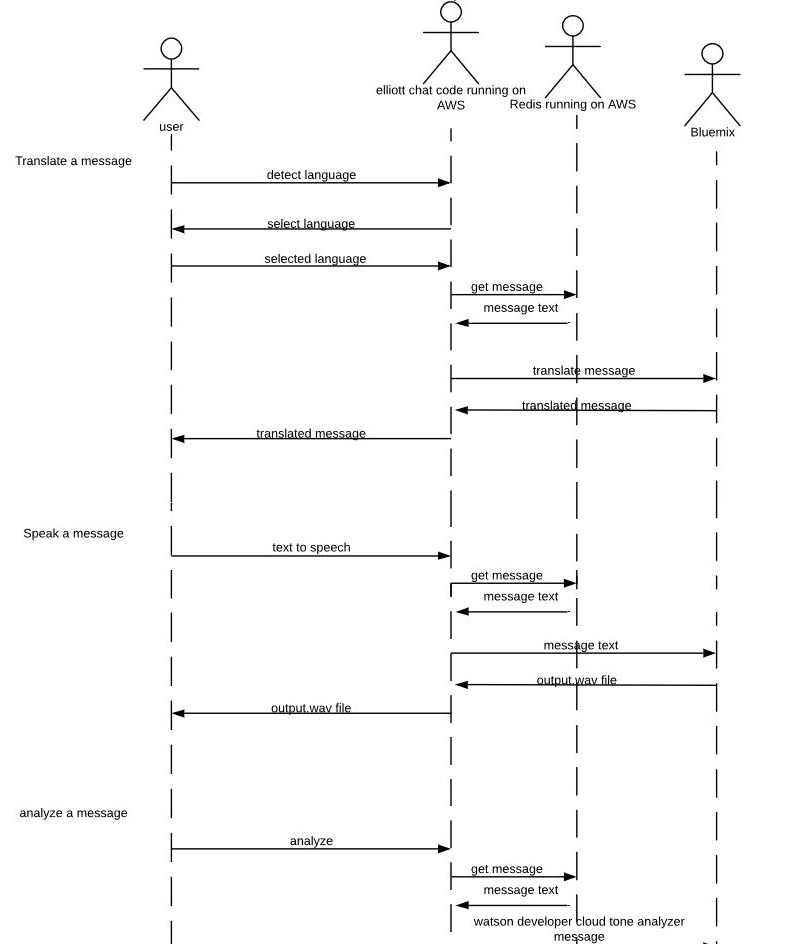 elliott chat code running on
AWS
Redis running on AWS
user
Bluemix
Translate a message
detect language
select language
selected language
get message
message text
translate message
translated message
translated message
Speak a message
text to speech
get message
message text
message text
output.wav file
output.wav file
analyze a message
analyze
get message
message text
watson developer cloud tone analyzer
message